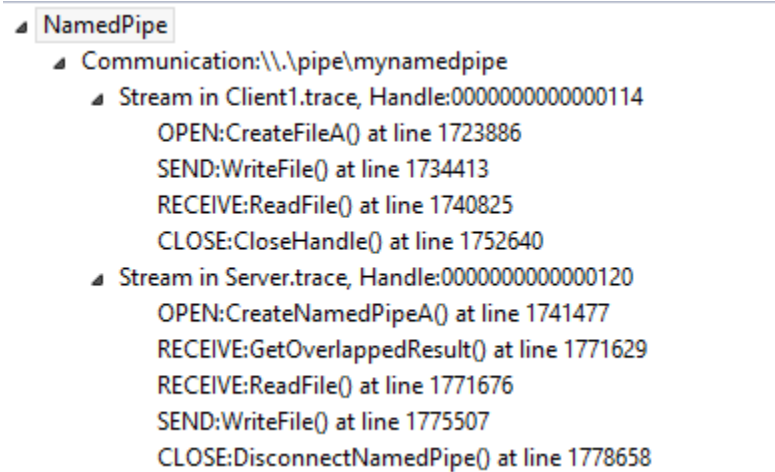 NamedPipe
Communication:\\.\pipe\mynamedpipe
Stream in Client1.trace, Handle:0000000000000114
OPEN:CreateFileA() at line 1723886
SEND:WriteFile() at line 1734413
RECEIVE:ReadFile() at line 1740825
CLOSE:CloseHandle() at line 1752640
Stream in Server.trace, Handle:0000000000000120
OPEN:CreateNamedPipeA() at line 1741477
RECEIVE:GetOverlappedResult() at line 1771629
RECEIVE:ReadFile() at line 1771676
SEND:WriteFile() at line 1775507
CLOSE:DisconnectNamedPipe() at line 1778658